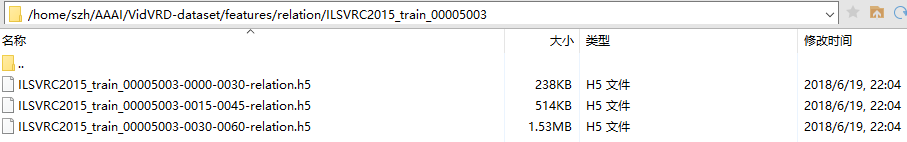 /home/szh/AAAI/VidVRD-dataset/features/relation/ILSVRC2015_train_00005003
名称 大小 类型 修改时间
..
ILSVRC2015_train_00005003-0000-0030-relation.h5 238KB H5 文件 2018/6/19, 22:04
ILSVRC2015_train_00005003-0015-0045-relation.h5 514KB H5 文件 2018/6/19, 22:04
ILSVRC2015_train_00005003-0030-0060-relation.h5 1.53MB H5 文件 2018/6/19, 22:04